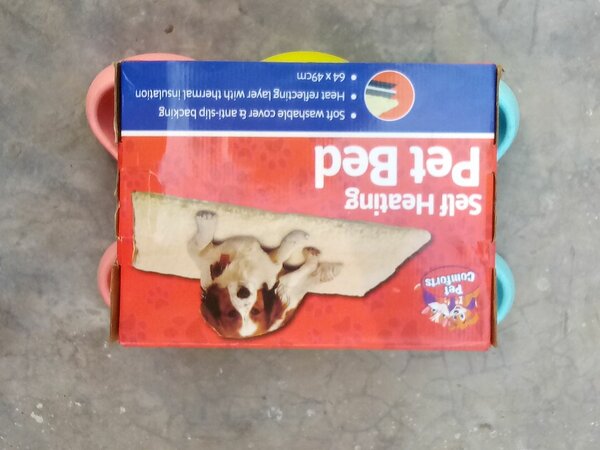 Pet
Comforts
Self Heating
Pet Bed
• Soft washable cover & anti-slip backing
• Heat reflecting layer with thermal insulation
• 64 x 49cm